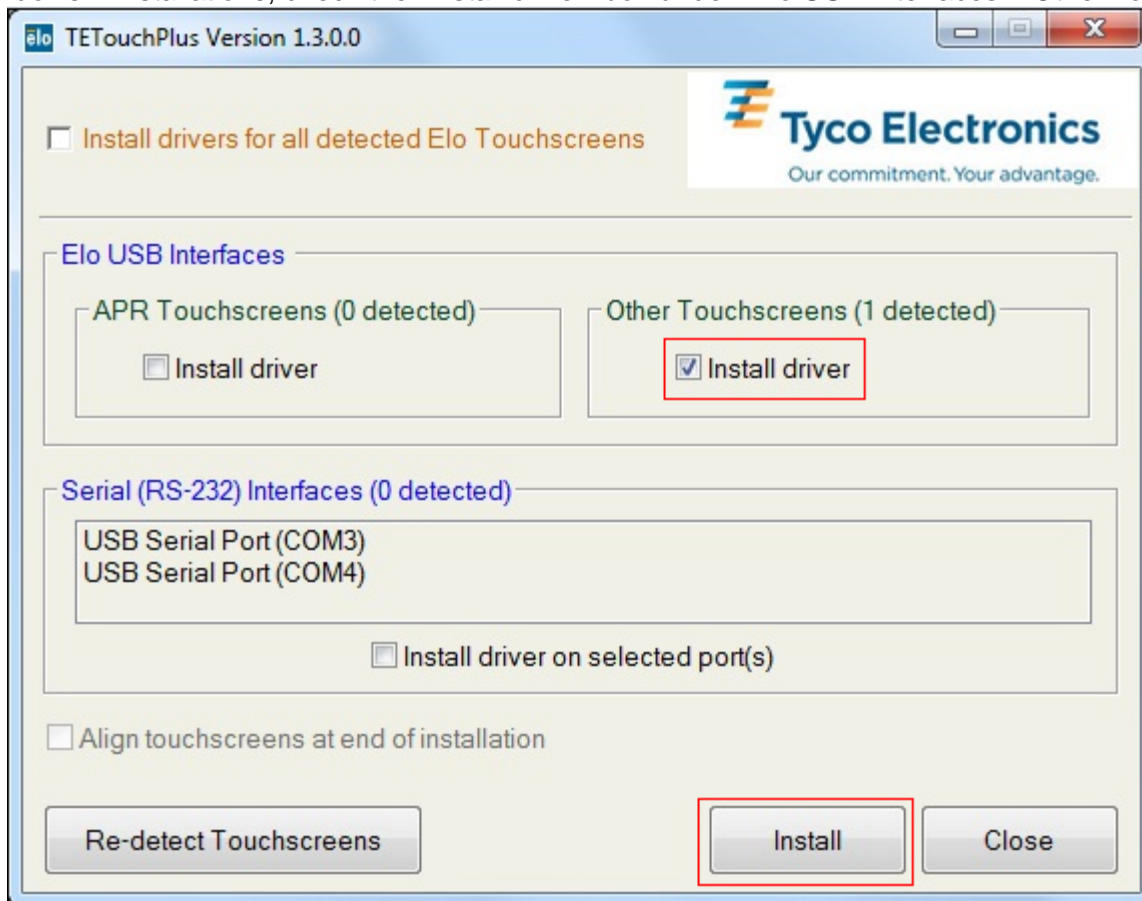 elo TETouchPlus Version 1.3.0.0
Install drivers for all detected Elo Touchscreens
Tyco Electronics
Our commitment. Your advantage.
Elo USB Interfaces
APR Touchscreens (0 detected)
Other Touchscreens (1 detected)
Install driver
Install driver
Serial (RS-232) Interfaces (0 detected)
USB Serial Port (COM3)
USB Serial Port (COM4)
Install driver on selected port(s)
Align touchscreens at end of installation
Re-detect Touchscreens
Install
Close